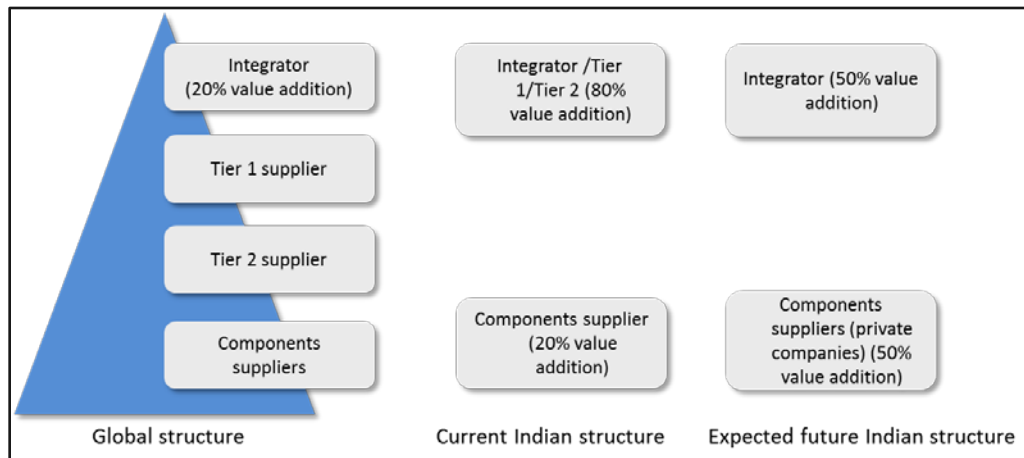 Integrator
(20% value addition)
Tier 1 supplier
Tier 2 supplier
Components
suppliers
Global structure
Integrator /Tier
1/Tier 2 (80%
value addition)
Components supplier
(20% value
addition)
Current Indian structure
Integrator (50% value
addition)
Components
suppliers (private
companies) (50%
value addition)
Expected future Indian structure